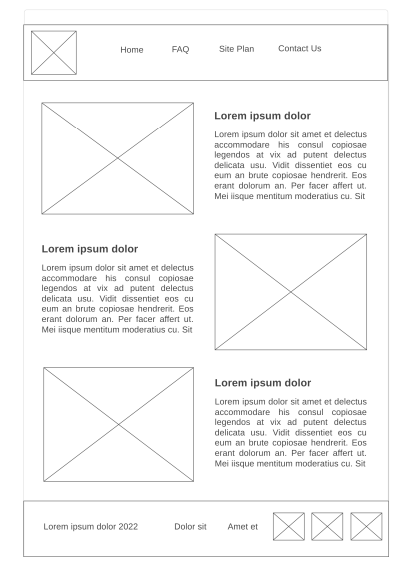 Home FAQ Site Plan Contact Us
Lorem ipsum dolor
Lorem ipsum dolor sit amet et delectus
accommodare his consul copiosae
legendos at vix ad putent delectus
delicata usu. Vidit dissentiet eos cu
eum an brute copiosae hendrerit. Eos
erant dolorum an. Per facer affert ut.
Mei iisque mentitum moderatius cu. Sit
Lorem ipsum dolor
Lorem ipsum dolor sit amet et delectus
accommodare his consul copiosae
legendos at vix ad putent delectus
delicata usu. Vidit dissentiet eos cu
eum an brute copiosae hendrerit. Eos
erant dolorum an. Per facer affert ut.
Mei iisque mentitum moderatius cu. Sit
Lorem ipsum dolor
Lorem ipsum dolor sit amet et delectus
accommodare his consul copiosae
legendos at vix ad putent delectus
delicata usu. Vidit dissentiet eos cu
eum an brute copiosae hendrerit. Eos
erant dolorum an. Per facer affert ut.
Mei iisque mentitum moderatius cu. Sit
Lorem ipsum dolor 2022 Dolor sit Amet et